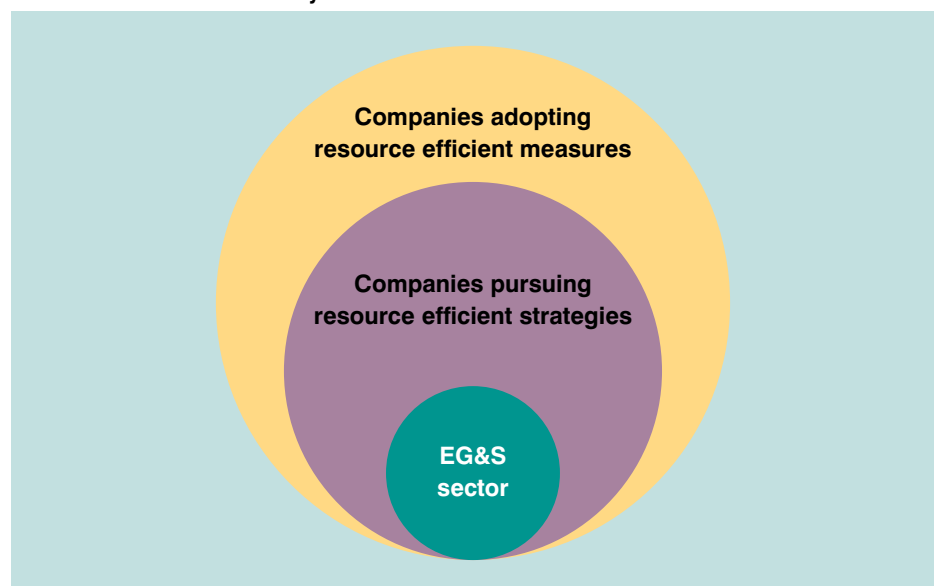 Companies adopting
resource efficient measures
Companies pursuing
resource efficient strategies
EG&S
sector